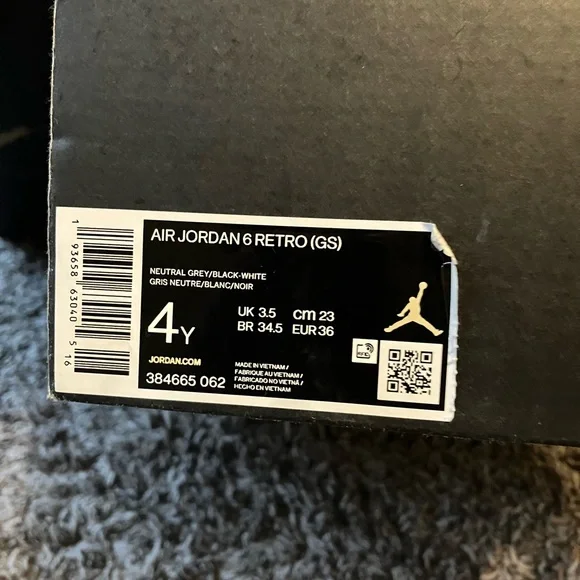 AIR JORDAN 6 RETRO (GS)
NEUTRAL GREY/BLACK-WHITE
GRIS NEUTRE/BLANC/NOIR
4Y
UK 3.5 cm 23
BR 34.5 EUR 36
JORDAN.COM
384665 062
MADE IN VIETNAM /
FABRIQUE AU VIETNAM /
FABRICADO NO VIETNÃ /
HECHO EN VIETNAM
1 93658 63040 5 16